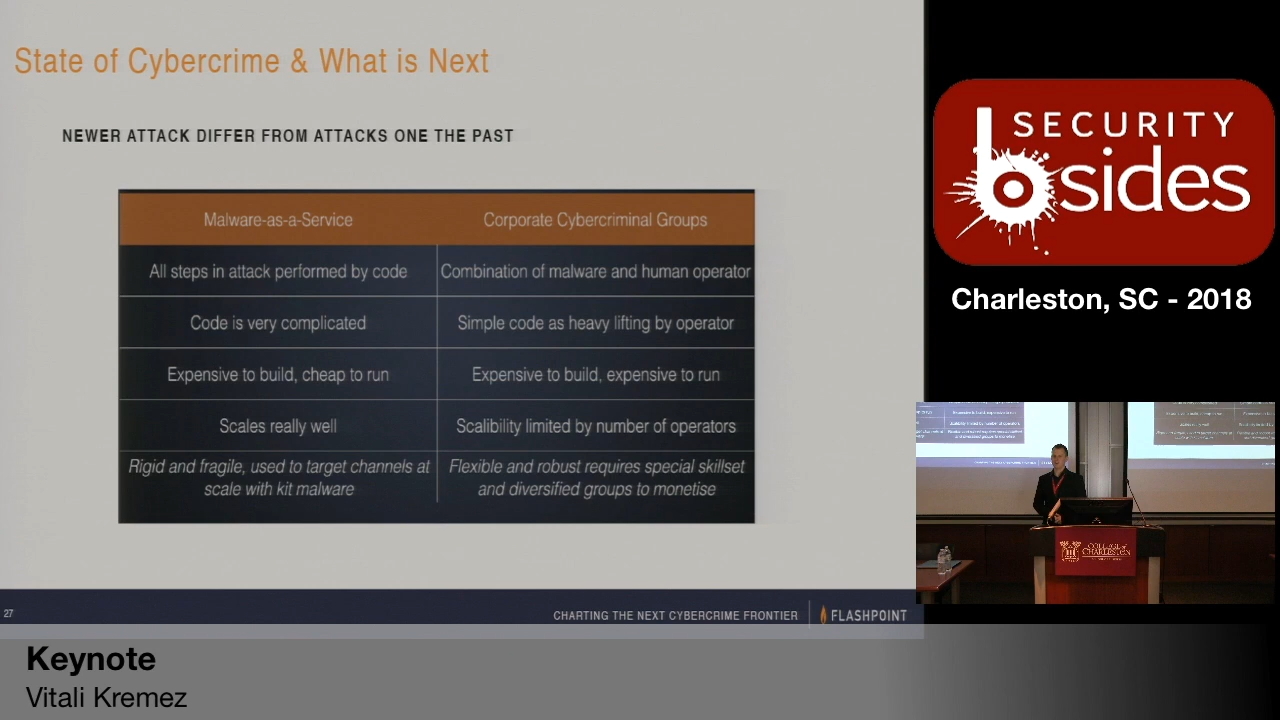 State of Cybercrime & What is Next
NEWER ATTACK DIFFER FROM ATTACKS ONE THE PAST
Malware-as-a-Service
Corporate Cybercriminal Groups
All steps in attack performed by code
Combination of malware and human operator
Code is very complicated
Simple code as heavy lifting by operator
Expensive to build, cheap to run
Expensive to build, expensive to run
Scales really well
Scalibility limited by number of operators
Rigid and fragile, used to target channels at
scale with kit malware
Flexible and robust requires special skillset
and diversified groups to monetise
27
CHARTING THE NEXT CYBERCRIME FRONTIER
FLASHPOINT
SECURITY
bsides
Charleston, SC - 2018
COLLEGE of
CHARLESTON
Keynote
Vitali Kremez